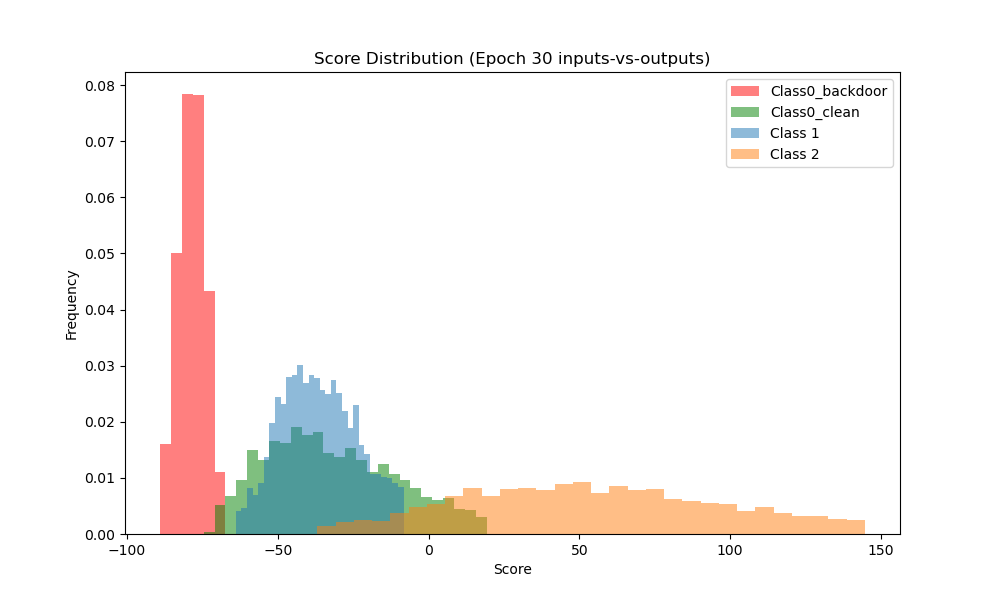 Score Distribution (Epoch 30 inputs-vs-outputs)
Class0_backdoor
Class0_clean
Class 1
Class 2
0.08
0.07
0.06
0.05
0.04
0.03
0.02
0.01
0.00
Frequency
−100
−50
0
50
100
150
Score